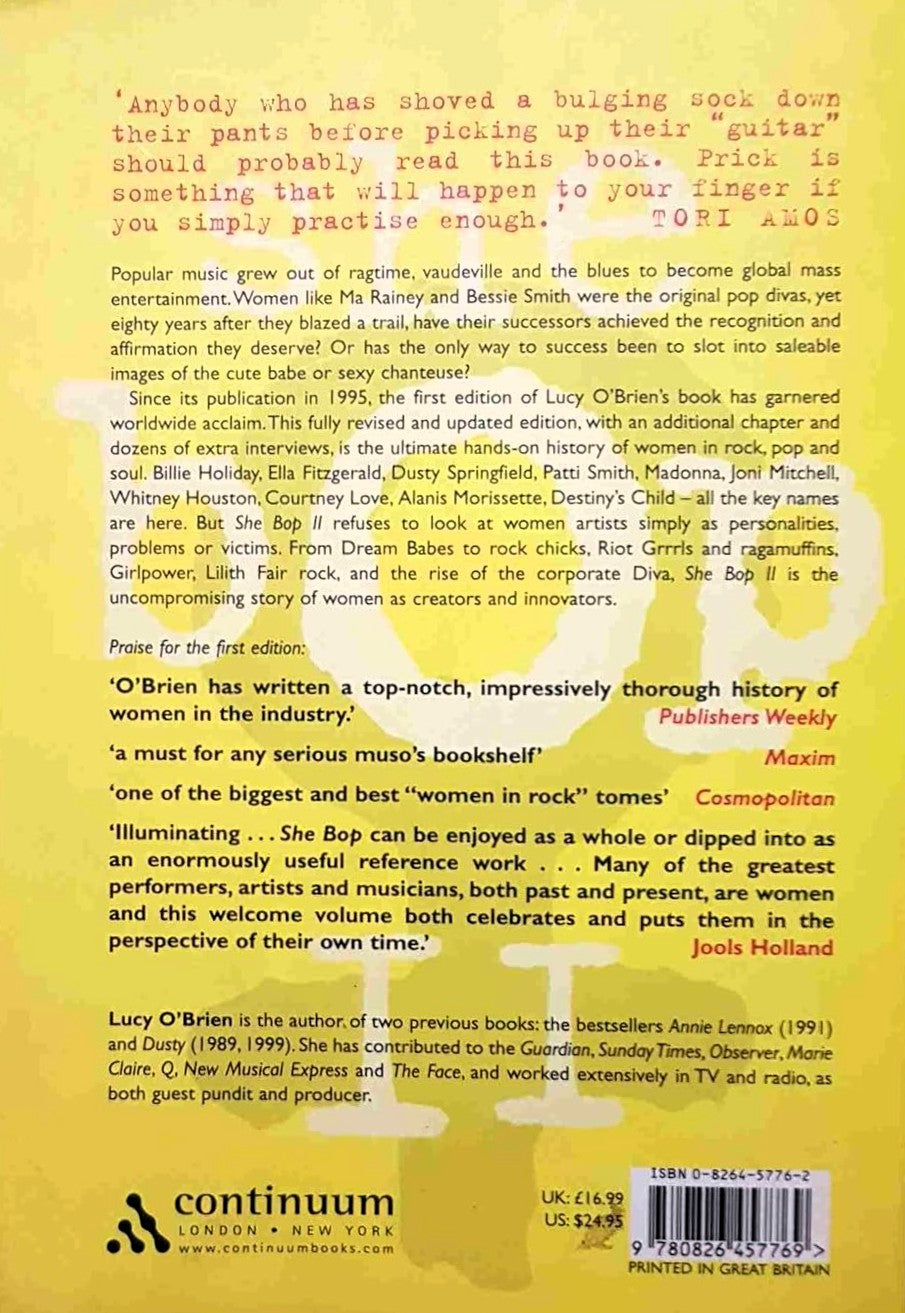 'Anybody who has shoved a bulging sock down
their pants before picking up their "guitar"
should probably read this book. Prick is
something that will happen to your finger if
you simply practise enough.' TORI AMOS
Popular music grew out of ragtime, vaudeville and the blues to become global mass
entertainment. Women like Ma Rainey and Bessie Smith were the original pop divas, yet
eighty years after they blazed a trail, have their successors achieved the recognition and
affirmation they deserve? Or has the only way to success been to slot into saleable
images of the cute babe or sexy chanteuse?
Since its publication in 1995, the first edition of Lucy O'Brien's book has garnered
worldwide acclaim. This fully revised and updated edition, with an additional chapter and
dozens of extra interviews, is the ultimate hands-on history of women in rock, pop and
soul. Billie Holiday, Ella Fitzgerald, Dusty Springfield, Patti Smith, Madonna, Joni Mitchell,
Whitney Houston, Courtney Love, Alanis Morissette, Destiny's Child – all the key names
are here. But She Bop II refuses to look at women artists simply as personalities,
problems or victims. From Dream Babes to rock chicks, Riot Grrrls and ragamuffins,
Girlpower, Lilith Fair rock, and the rise of the corporate Diva, She Bop II is the
uncompromising story of women as creators and innovators.
Praise for the first edition:
'O'Brien has written a top-notch, impressively thorough history of
women in the industry.' Publishers Weekly
'a must for any serious muso's bookshelf' Maxim
'one of the biggest and best "women in rock" tomes' Cosmopolitan
'Illuminating . . . She Bop can be enjoyed as a whole or dipped into as
an enormously useful reference work . . . Many of the greatest
performers, artists and musicians, both past and present, are women
and this welcome volume both celebrates and puts them in the
perspective of their own time.' Jools Holland
Lucy O'Brien is the author of two previous books: the bestsellers Annie Lennox (1991)
and Dusty (1989, 1999). She has contributed to the Guardian, Sunday Times, Observer, Marie
Claire, Q, New Musical Express and The Face, and worked extensively in TV and radio, as
both guest pundit and producer.
she
bop
II
continuum
LONDON • NEW YORK
www.continuumbooks.com
UK: £16.99
US: $24.95
ISBN 0-8264-5776-2
9 780826 457769 >
PRINTED IN GREAT BRITAIN